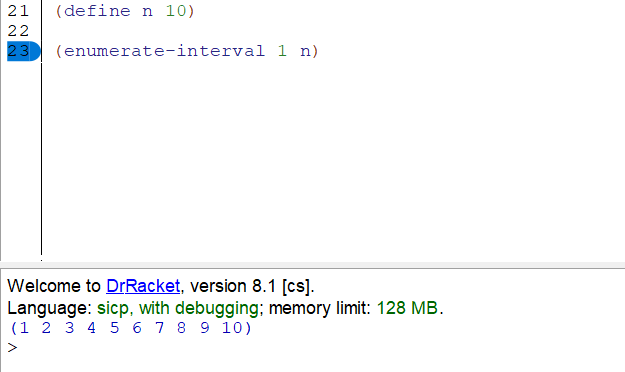 21 (define n 10)
22
23 (enumerate-interval 1 n)
Welcome to DrRacket, version 8.1 [cs].
Language: sicp, with debugging; memory limit: 128 MB.
(1 2 3 4 5 6 7 8 9 10)
>